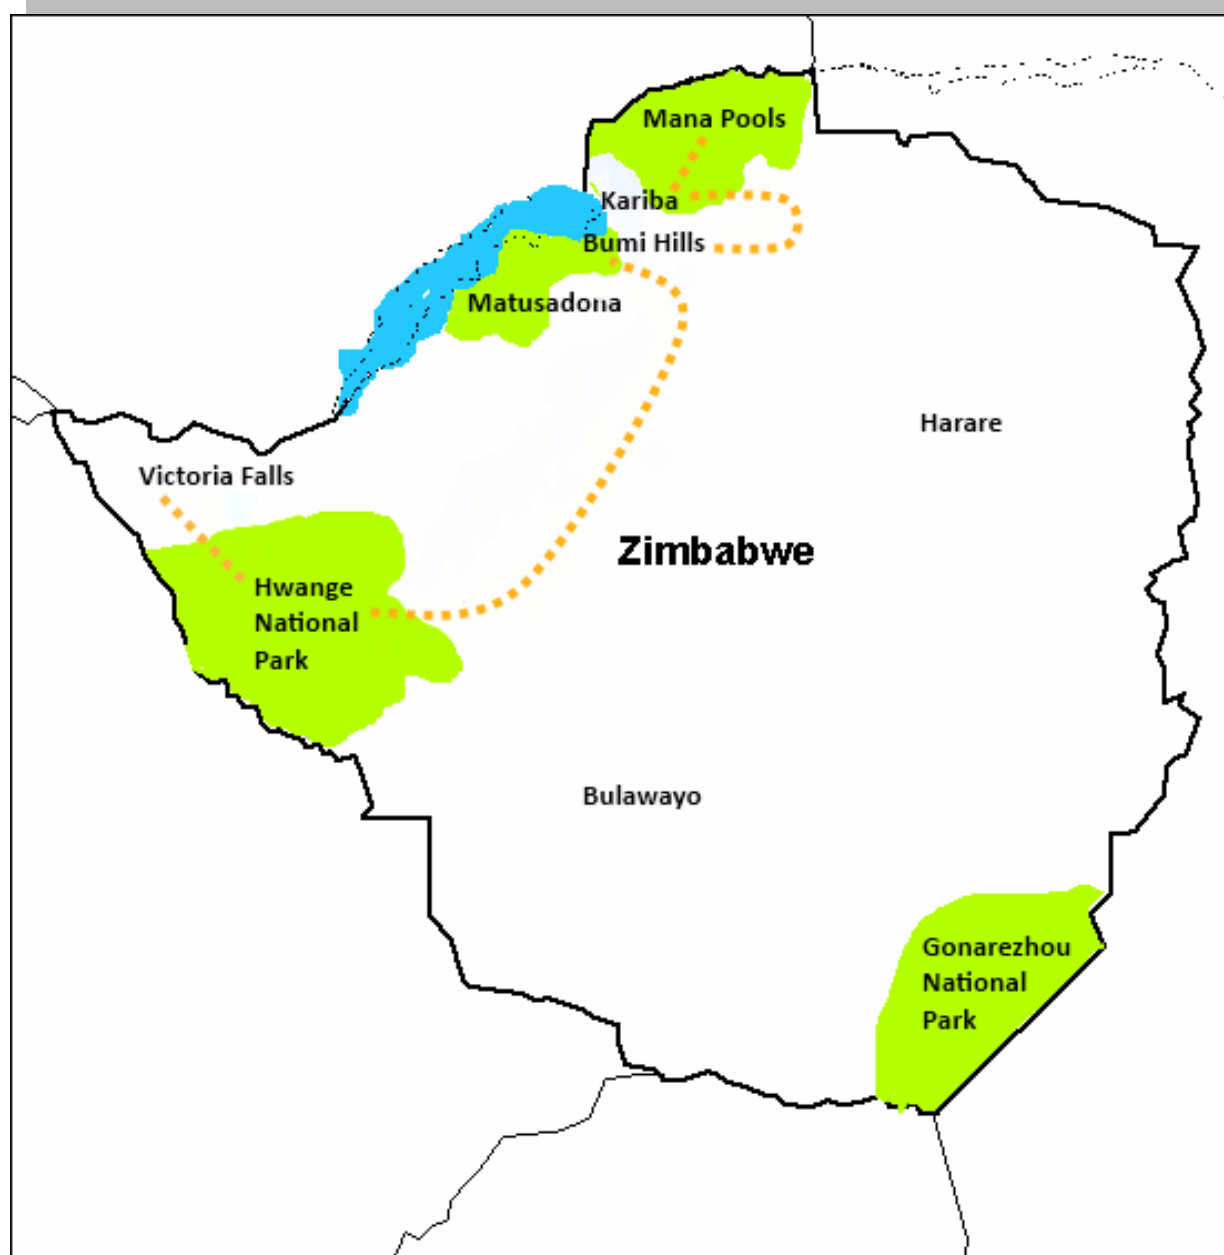 Mana Pools
Kariba
Bumi Hills
Matusadona
Harare
Victoria Falls
Zimbabwe
Hwange
National
Park
Bulawayo
Gonarezhou
National
Park